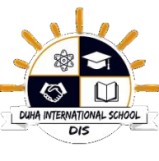 DUHA INTERNATIONAL SCHOOL
DIS